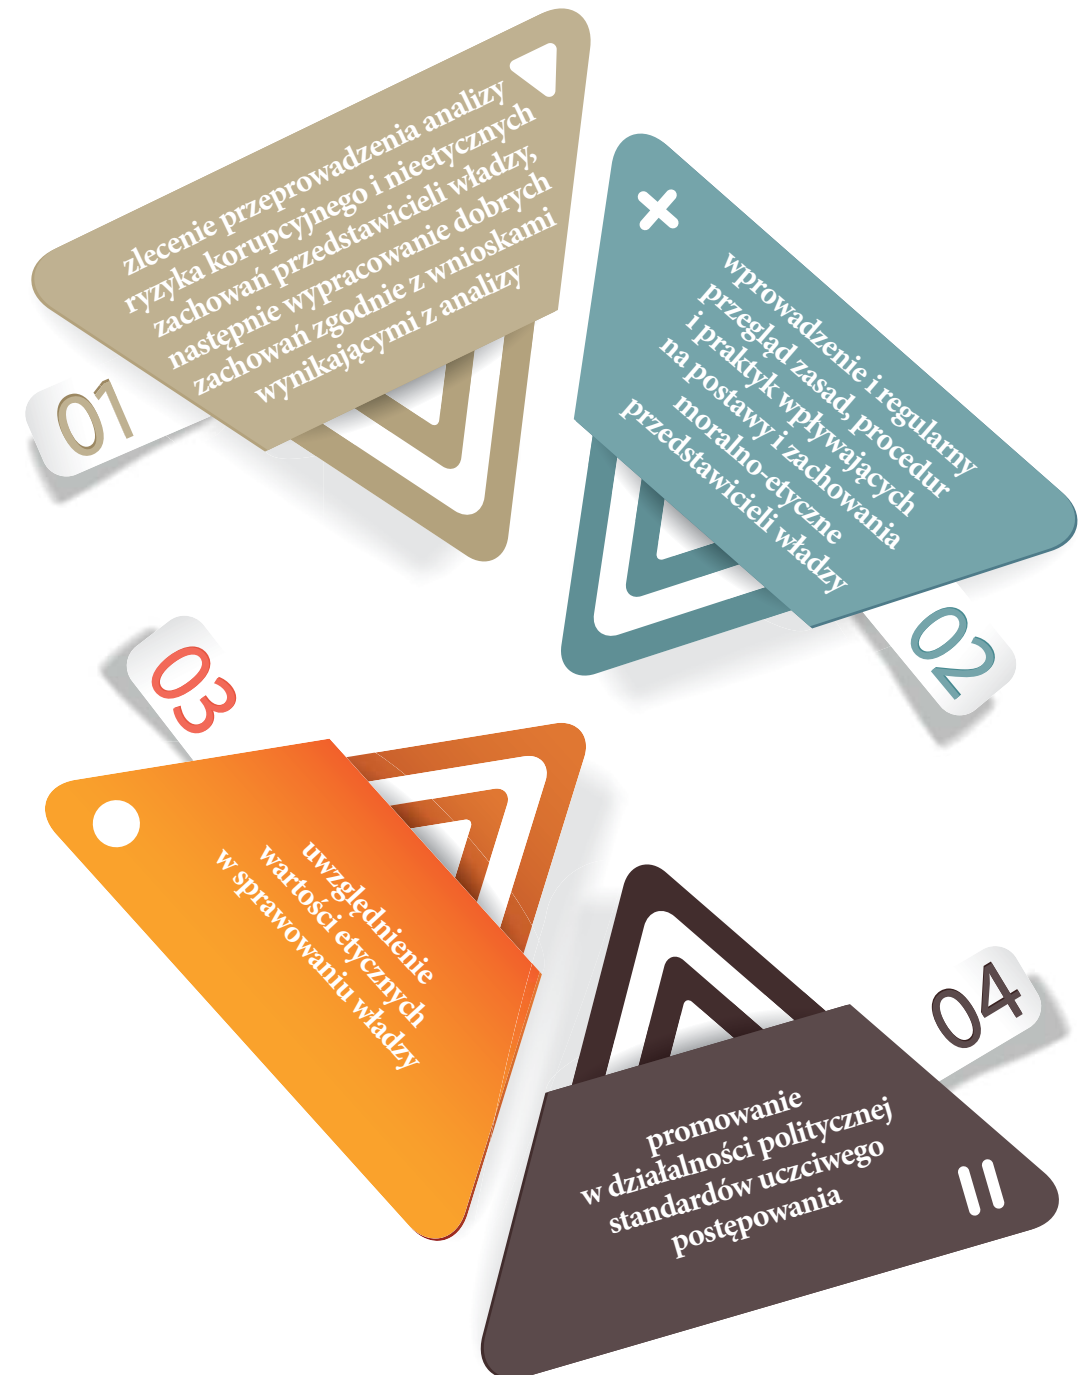 01
zlecenie przeprowadzenia analizy
ryzyka korupcyjnego i nieetycznych
zachowań przedstawicieli władzy,
następnie wypracowanie dobrych
zachowań zgodnie z wnioskami
wynikającymi z analizy
02
wprowadzenie i regularny
przegląd zasad, procedur
i praktyk wpływających
na postawy i zachowania
moralno-etyczne
przedstawicieli władzy
03
uwzględnienie
wartości etycznych
w sprawowaniu władzy
04
promowanie
w działalności politycznej
standardów uczciwego
postępowania